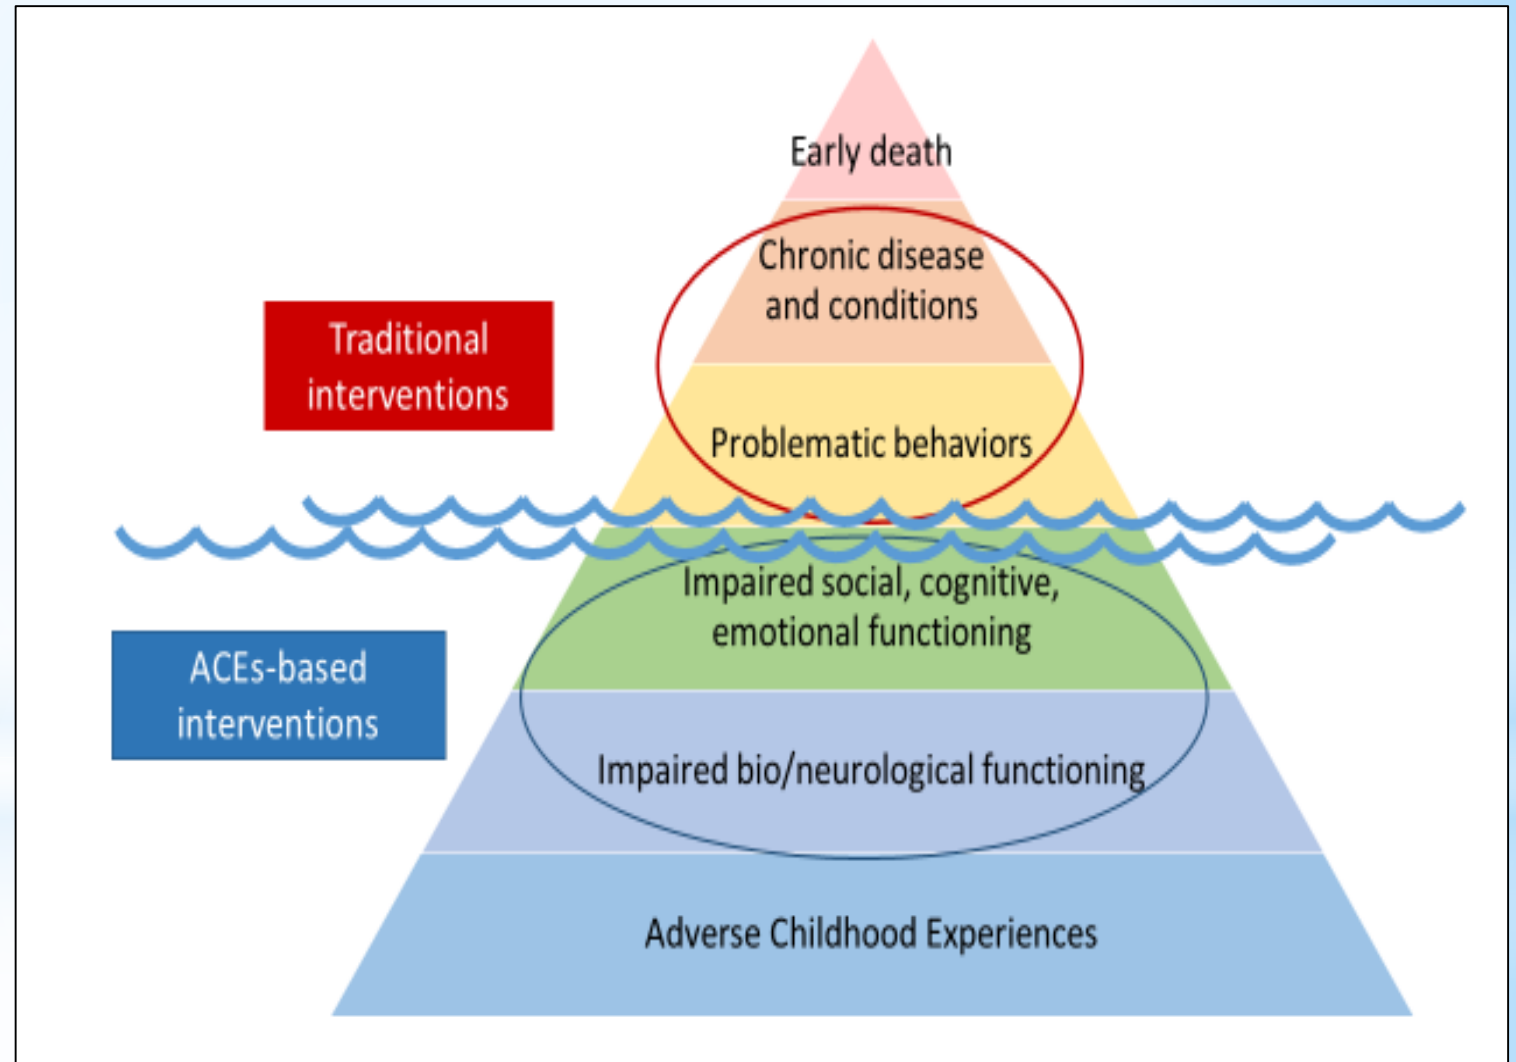 Early death
Chronic disease
and conditions
Traditional
interventions
Problematic behaviors
Impaired social, cognitive,
emotional functioning
ACEs-based
interventions
Impaired bio/neurological functioning
Adverse Childhood Experiences